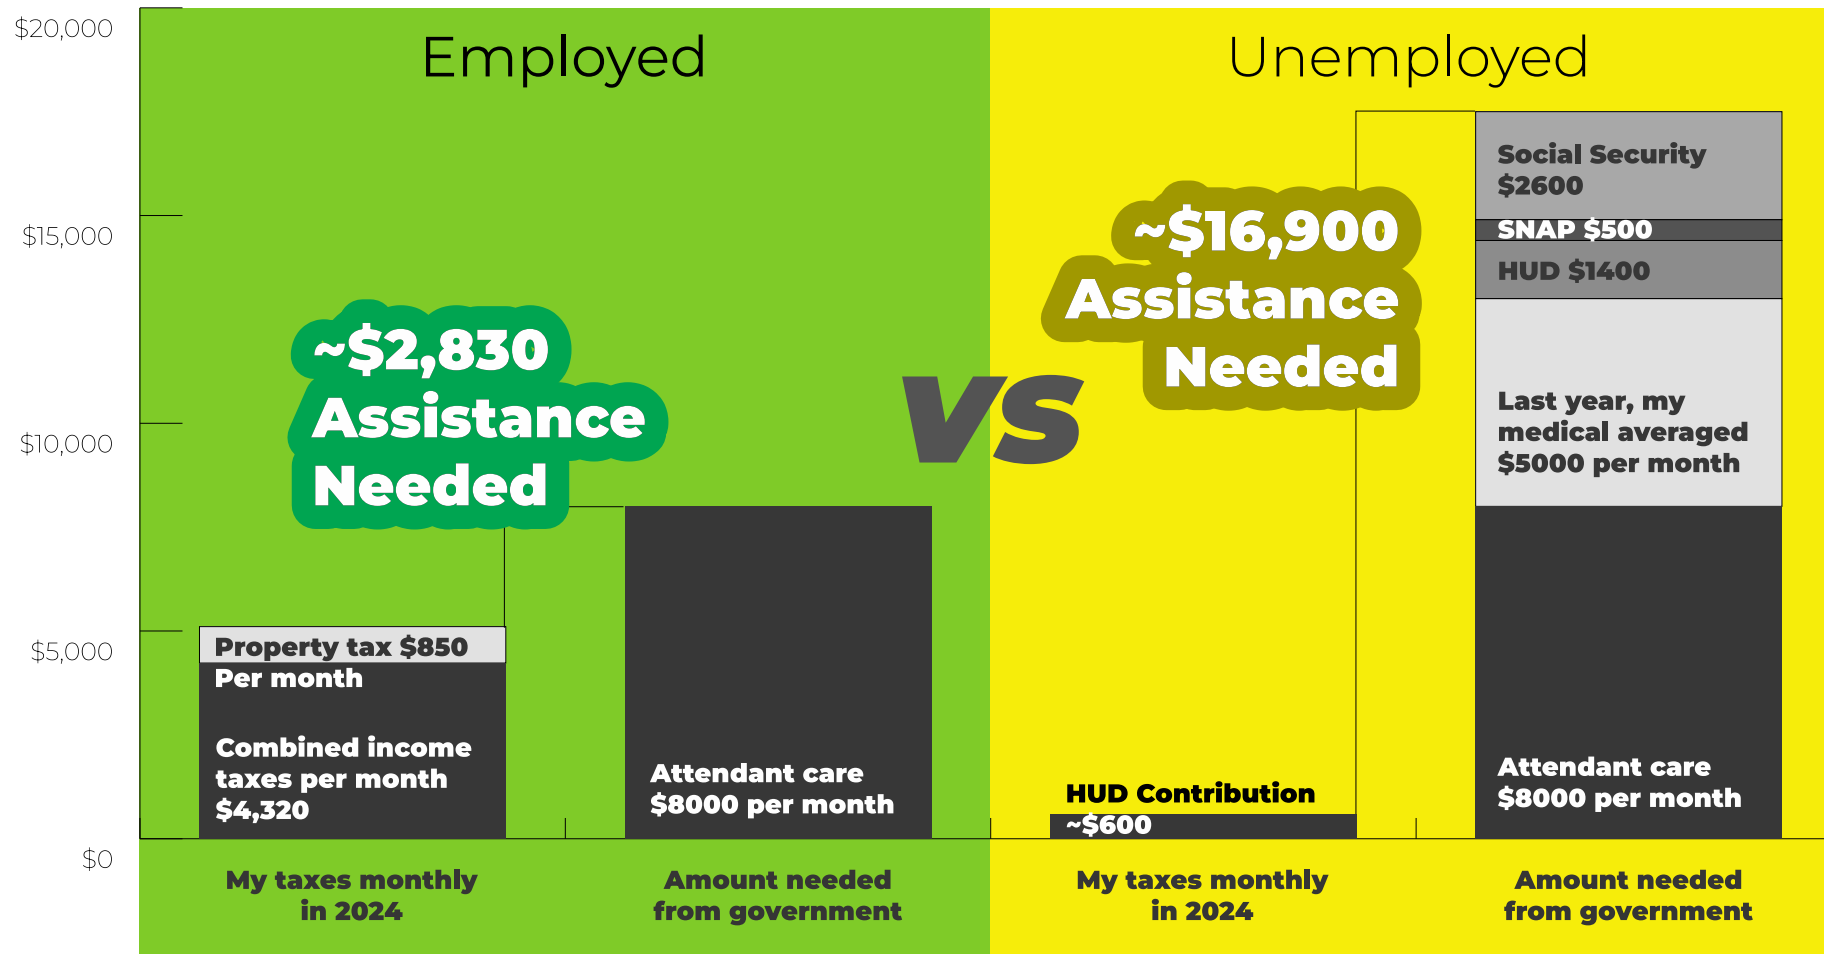 $20,000
$15,000
$10,000
$5,000
$0
Employed
~$2,830
Assistance
Needed
Property tax $850
Per month
Combined income
taxes per month
$4,320
Attendant care
$8000 per month
My taxes monthly
in 2024
Amount needed
from government
VS
Unemployed
~$16,900
Assistance
Needed
HUD Contribution
~$600
Social Security
$2600
SNAP $500
HUD $1400
Last year, my
medical averaged
$5000 per month
Attendant care
$8000 per month
My taxes monthly
in 2024
Amount needed
from government